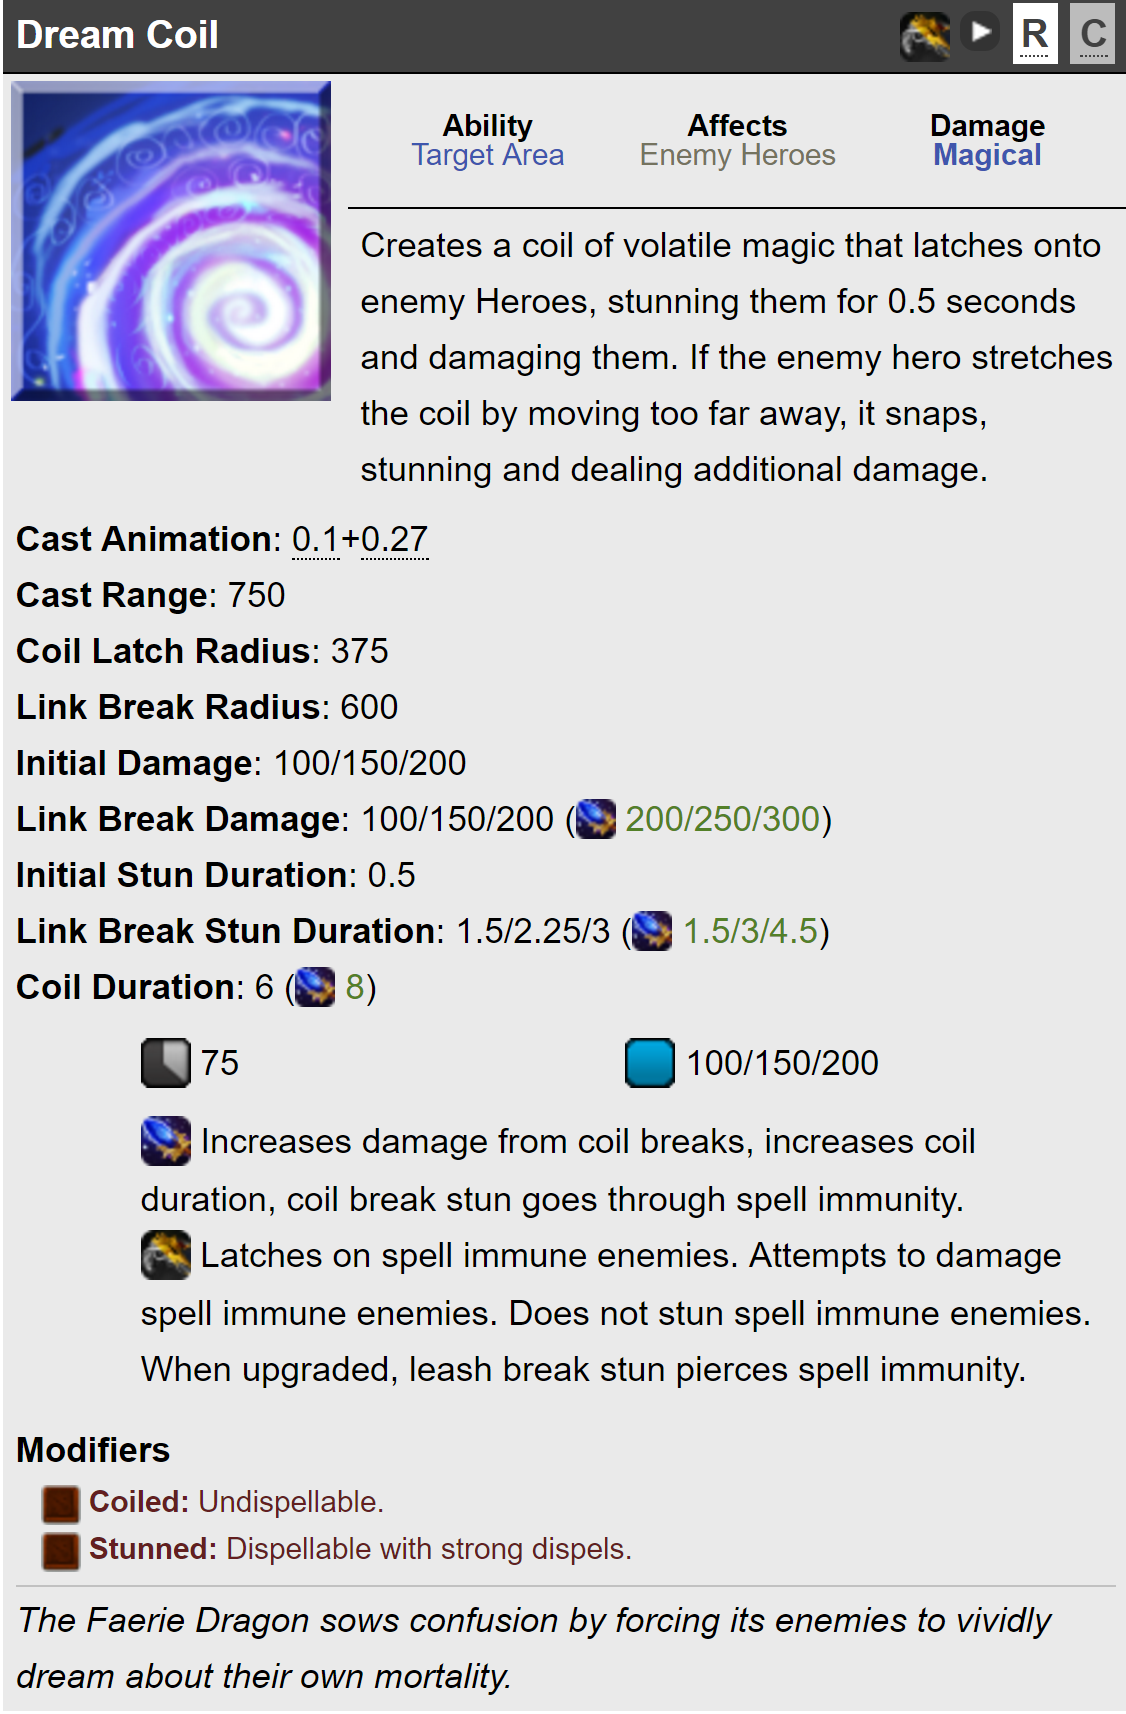 Dream Coil
R
C
Ability
Target Area
Affects
Enemy Heroes
Damage
Magical
Creates a coil of volatile magic that latches onto
enemy Heroes, stunning them for 0.5 seconds
and damaging them. If the enemy hero stretches
the coil by moving too far away, it snaps,
stunning and dealing additional damage.
Cast Animation: 0.1+0.27
Cast Range: 750
Coil Latch Radius: 375
Link Break Radius: 600
Initial Damage: 100/150/200
Link Break Damage: 100/150/200 ( 200/250/300)
Initial Stun Duration: 0.5
Link Break Stun Duration: 1.5/2.25/3 ( 1.5/3/4.5)
Coil Duration: 6 ( 8)
75
100/150/200
Increases damage from coil breaks, increases coil
duration, coil break stun goes through spell immunity.
Latches on spell immune enemies. Attempts to damage
spell immune enemies. Does not stun spell immune enemies.
When upgraded, leash break stun pierces spell immunity.
Modifiers
Coiled: Undispellable.
Stunned: Dispellable with strong dispels.
The Faerie Dragon sows confusion by forcing its enemies to vividly
dream about their own mortality.